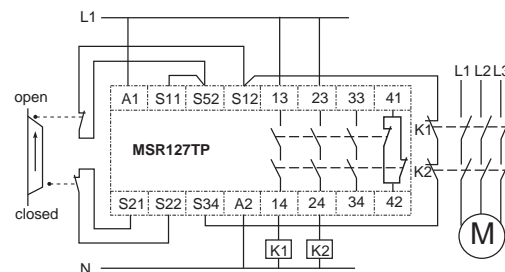 L1
L1 L2 L3
open
A1 S11 S52 S12 13 23 33 41
K1
MSR127TP
K2
closed
S21 S22 S34 A2 14 24 34 42
K1 K2
M
N